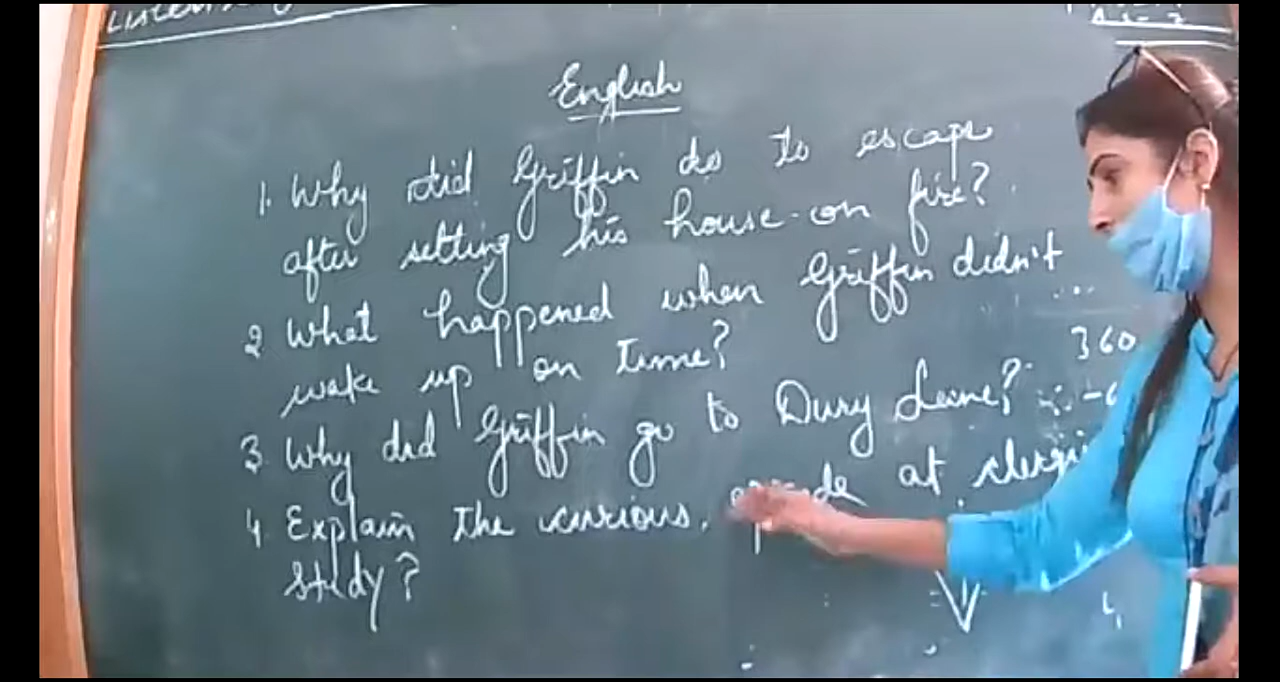 English
1. Why did Griffin do to escape
after setting his house-on fire?
2 What happened when Griffin didn't
wake up on time?
360
3. Why did Griffin go to Dury Lane?
4. Explain the curious, at
study?